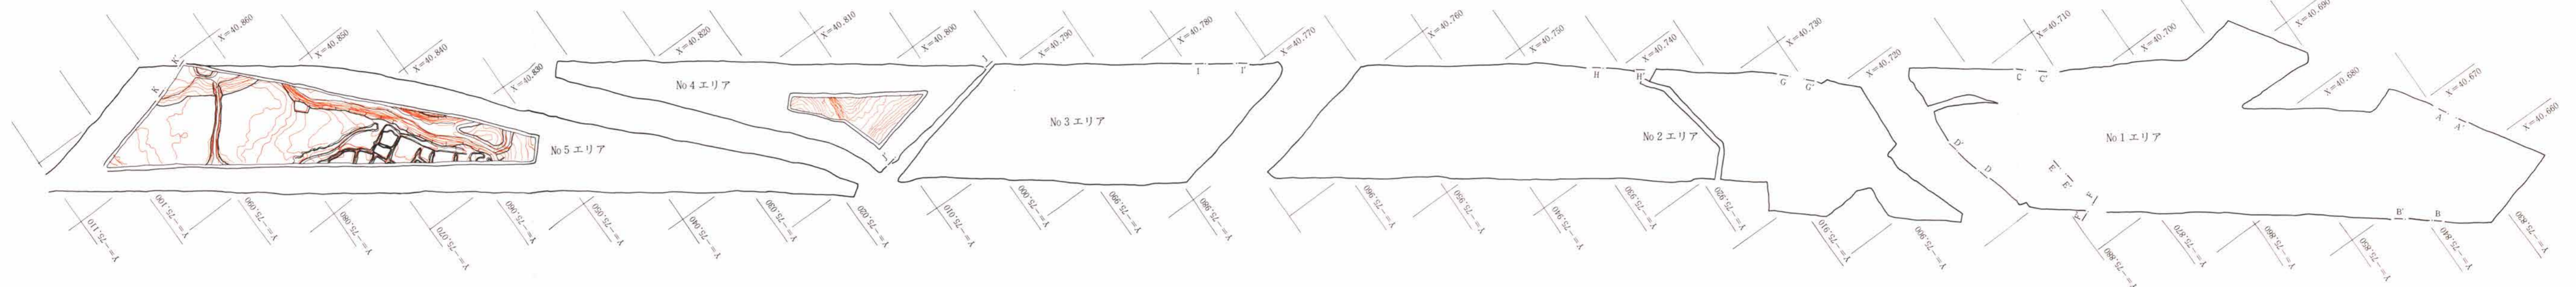 X=40,860
X=40,850
X=40,840
X=40,830
X=40,820
X=40,810
X=40,800
X=40,790
X=40,780
X=40,770
X=40,760
X=40,750
X=40,740
X=40,730
X=40,720
X=40,710
X=40,700
X=40,690
X=40,680
X=40,670
X=40,660
K′
K
No 5 エリア
No 4 エリア
J
No 3 エリア
I
I′
H
H′
No 2 エリア
G
G′
C
C′
No 1 エリア
A
A′
D′
D
E
E′
F
B′
B
Y=-75,110
Y=-75,100
Y=-75,090
Y=-75,080
Y=-75,070
Y=-75,060
Y=-75,050
Y=-75,040
Y=-75,030
Y=-75,020
Y=-75,010
Y=-75,000
Y=-75,990
Y=-75,980
Y=-75,960
Y=-75,950
Y=-75,940
Y=-75,930
Y=-75,920
Y=-75,910
Y=-75,900
Y=-75,880
Y=-75,870
Y=-75,860
Y=-75,850
Y=-75,840
Y=-75,830